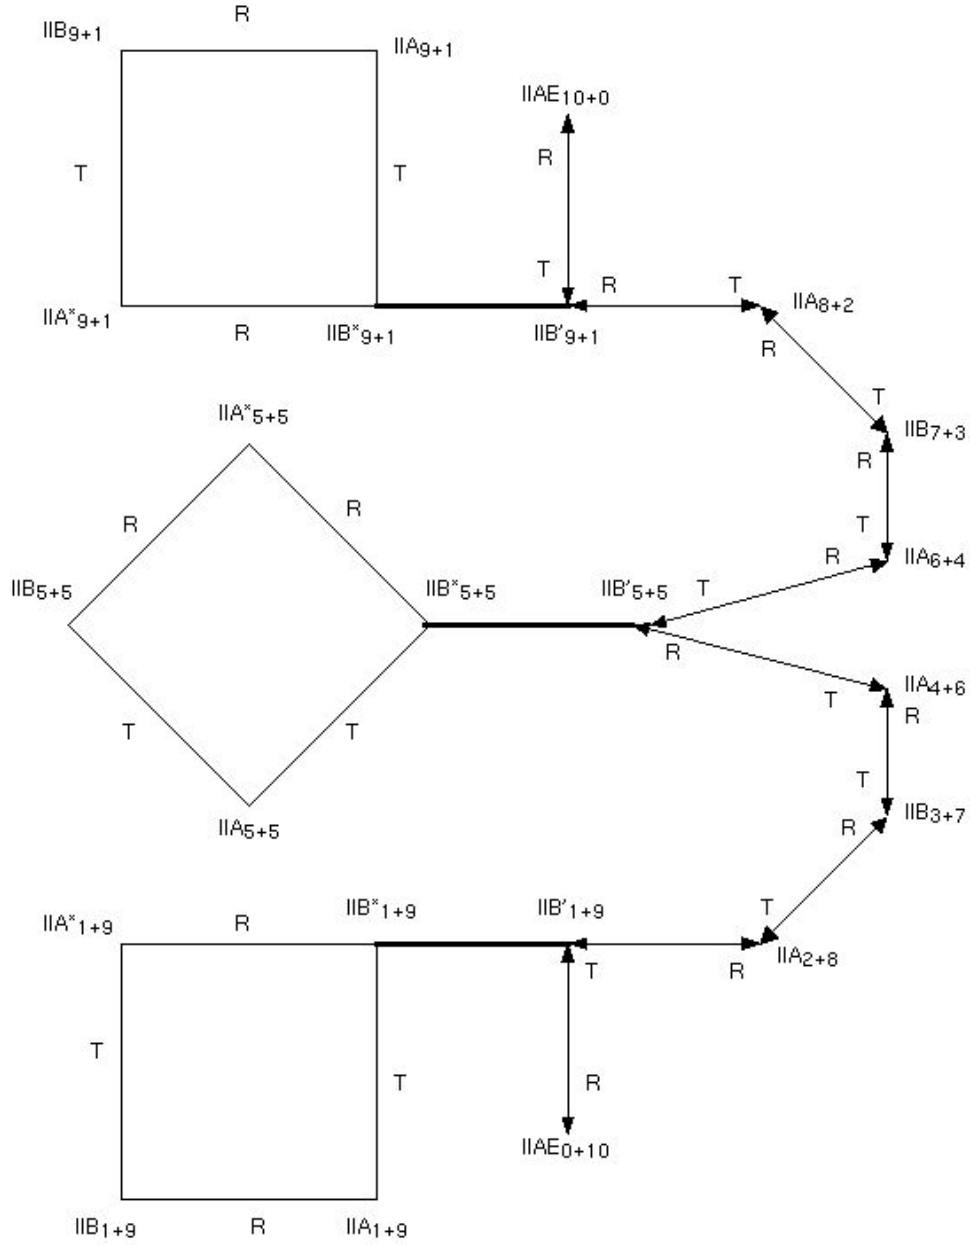 R
IIB9+1
IIA9+1
IIAE10+0
R
T
T
T
R
T
IIA8+2
IIA*9+1
R
IIB*9+1
IIB'9+1
R
T
IIA*5+5
IIB7+3
R
R
R
T
IIB5+5
IIB*5+5
IIB'5+5
T
R
IIA6+4
R
IIA4+6
T
R
T
T
T
IIA5+5
R
IIB3+7
IIA*1+9
R
IIB*1+9
IIB'1+9
T
T
R
IIA2+8
T
T
R
IIAE0+10
IIB1+9
R
IIA1+9